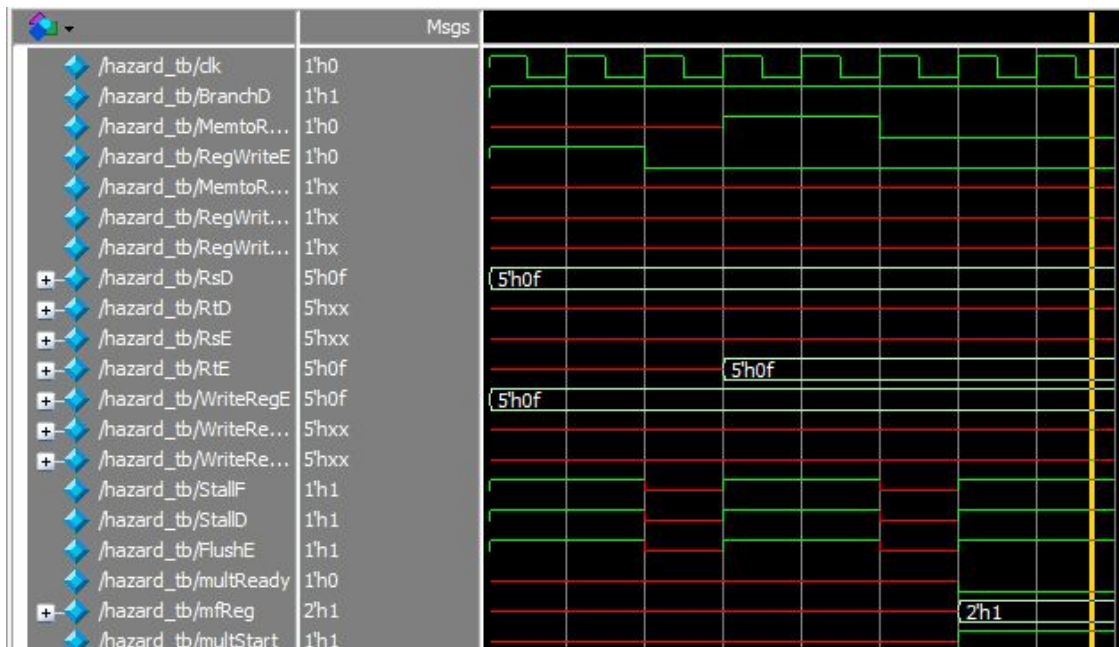 Msgs
/hazard_tb/clk 1'h0
/hazard_tb/BranchD 1'h1
/hazard_tb/MemtoR... 1'h0
/hazard_tb/RegWriteE 1'h0
/hazard_tb/MemtoR... 1'hx
/hazard_tb/RegWrit... 1'hx
/hazard_tb/RegWrit... 1'hx
/hazard_tb/RsD 5'h0f 5'h0f
/hazard_tb/RtD 5'hxx
/hazard_tb/RsE 5'hxx
/hazard_tb/RtE 5'h0f 5'h0f
/hazard_tb/WriteRegE 5'h0f 5'h0f
/hazard_tb/WriteRe... 5'hxx
/hazard_tb/WriteRe... 5'hxx
/hazard_tb/StallF 1'h1
/hazard_tb/StallD 1'h1
/hazard_tb/FlushE 1'h1
/hazard_tb/multReady 1'h0
/hazard_tb/mfReg 2'h1 2'h1
/hazard_tb/multStart 1'h1